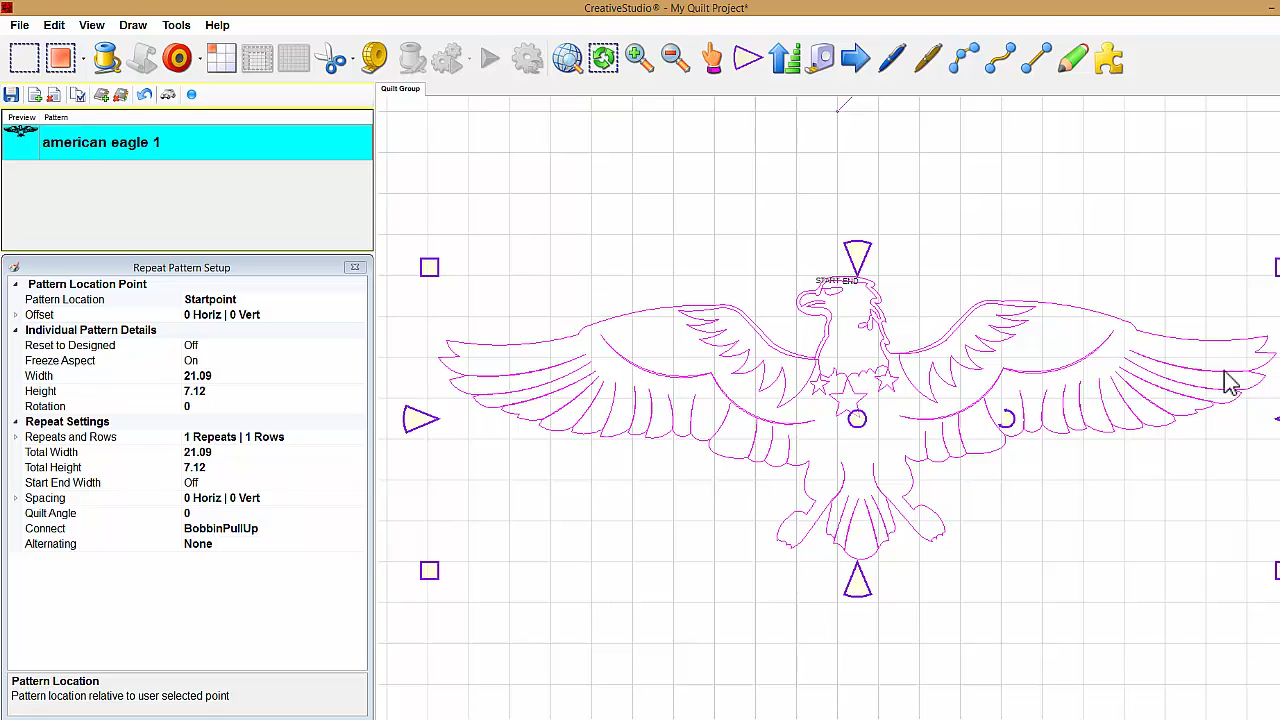 CreativeStudio® - My Quilt Project*
File Edit View Draw Tools Help
Quilt Group
Preview Pattern
american eagle 1
START END
Repeat Pattern Setup
Pattern Location Point
Pattern Location Startpoint
Offset 0 Horiz | 0 Vert
Individual Pattern Details
Reset to Designed Off
Freeze Aspect On
Width 21.09
Height 7.12
Rotation 0
Repeat Settings
Repeats and Rows 1 Repeats | 1 Rows
Total Width 21.09
Total Height 7.12
Start End Width Off
Spacing 0 Horiz | 0 Vert
Quilt Angle 0
Connect BobbinPullUp
Alternating None
Pattern Location
Pattern location relative to user selected point